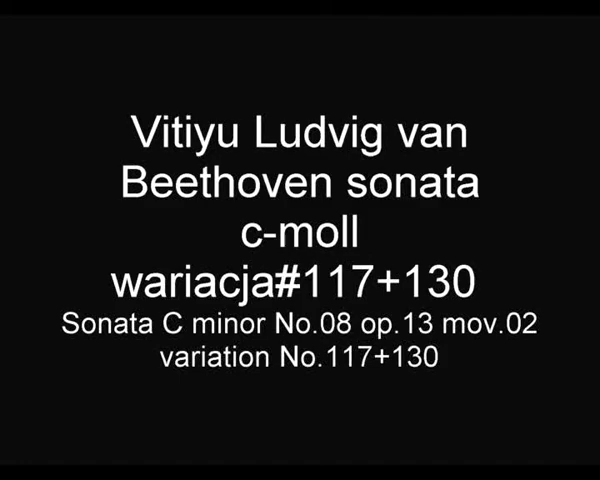 Vitiyu Ludvig van
Beethoven sonata
c-moll
wariacja#117+130
Sonata C minor No.08 op.13 mov.02
variation No.117+130